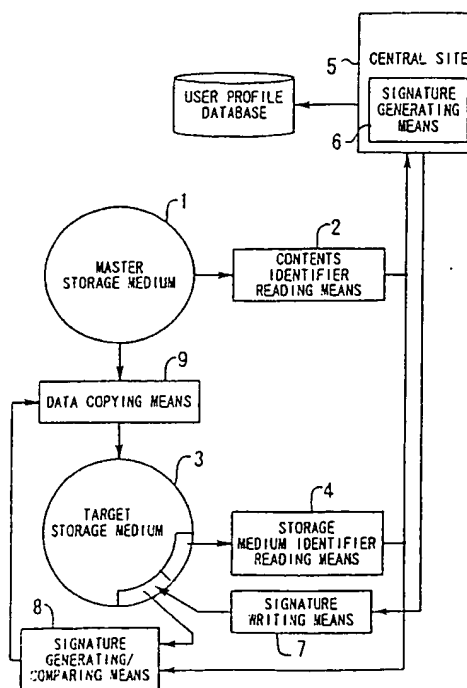 5
CENTRAL SITE
USER PROFILE
DATABASE
6
SIGNATURE
GENERATING
MEANS
1
MASTER
STORAGE MEDIUM
2
CONTENTS
IDENTIFIER
READING MEANS
9
DATA COPYING MEANS
3
TARGET
STORAGE MEDIUM
4
STORAGE
MEDIUM IDENTIFIER
READING MEANS
SIGNATURE
WRITING MEANS
7
8
SIGNATURE
GENERATING/
COMPARING MEANS